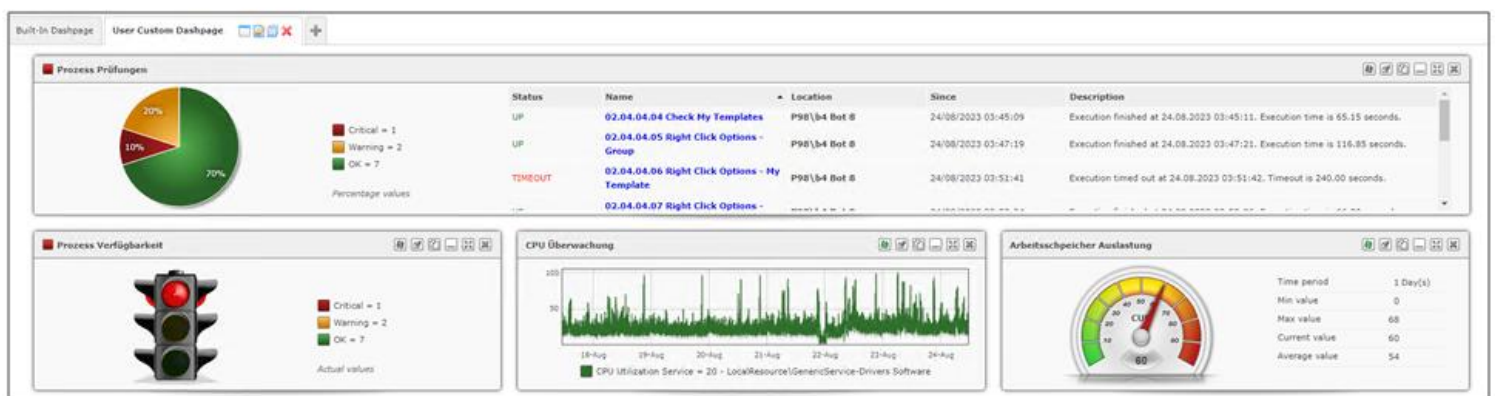 Built-In Dashpage User Custom Dashpage
Prozess Prüfungen
20%
10%
70%
Critical = 1
Warning = 2
OK = 7
Percentage values
Status Name Location Since Description
UP 02.04.04.04 Check My Templates P98\b4 Bot 8 24/08/2023 03:45:09 Execution finished at 24.08.2023 03:45:11. Execution time is 65.15 seconds.
UP 02.04.04.05 Right Click Options - Group P98\b4 Bot 8 24/08/2023 03:47:19 Execution finished at 24.08.2023 03:47:21. Execution time is 116.85 seconds.
TIMEOUT 02.04.04.06 Right Click Options - My Template P98\b4 Bot 8 24/08/2023 03:51:41 Execution timed out at 24.08.2023 03:51:42. Timeout is 240.00 seconds.
02.04.04.07 Right Click Options -
Prozess Verfügbarkeit
Critical = 1
Warning = 2
OK = 7
Actual values
CPU Überwachung
100
50
18-Aug 19-Aug 20-Aug 21-Aug 22-Aug 23-Aug 24-Aug
CPU Utilization Service = 20 - LocalResource\GenericService-Drivers Software
Arbeitsschpeicher Auslastung
10 20 30 40 50 70 80 90
60
Time period 1 Day(s)
Min value 0
Max value 68
Current value 60
Average value 54